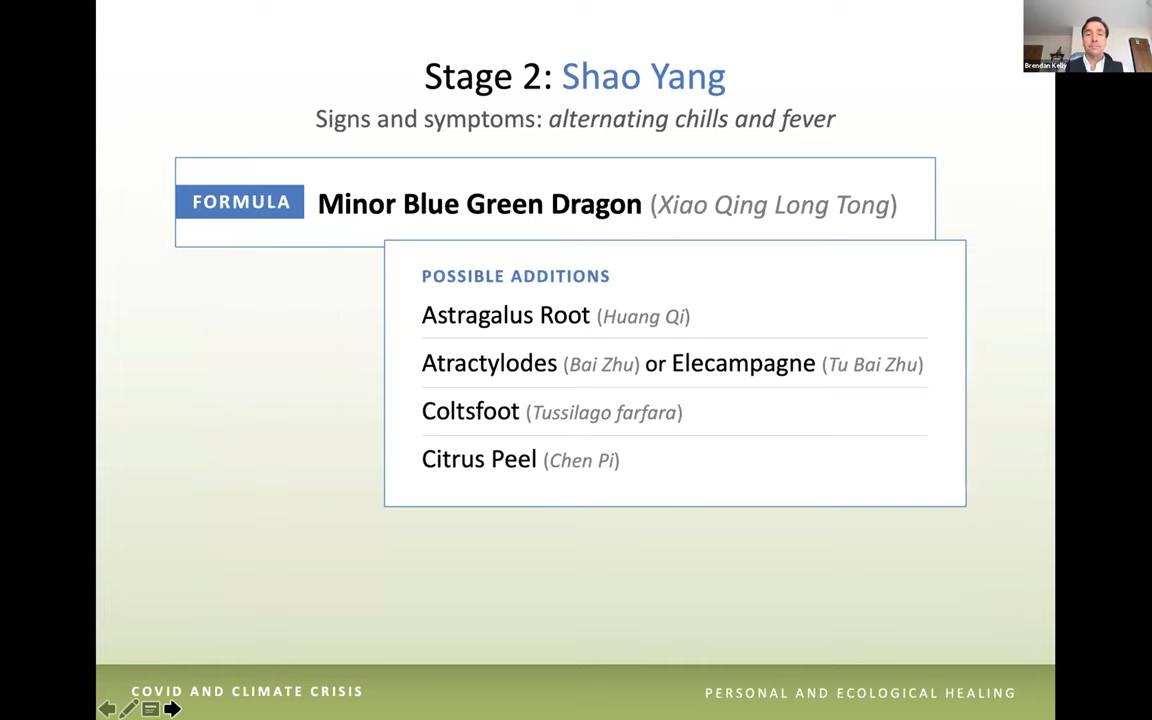 Brendan Kelly
Stage 2: Shao Yang
Signs and symptoms: alternating chills and fever
FORMULA Minor Blue Green Dragon (Xiao Qing Long Tong)
POSSIBLE ADDITIONS
Astragalus Root (Huang Qi)
Atractylodes (Bai Zhu) or Elecampagne (Tu Bai Zhu)
Coltsfoot (Tussilago farfara)
Citrus Peel (Chen Pi)
COVID AND CLIMATE CRISIS
PERSONAL AND ECOLOGICAL HEALING